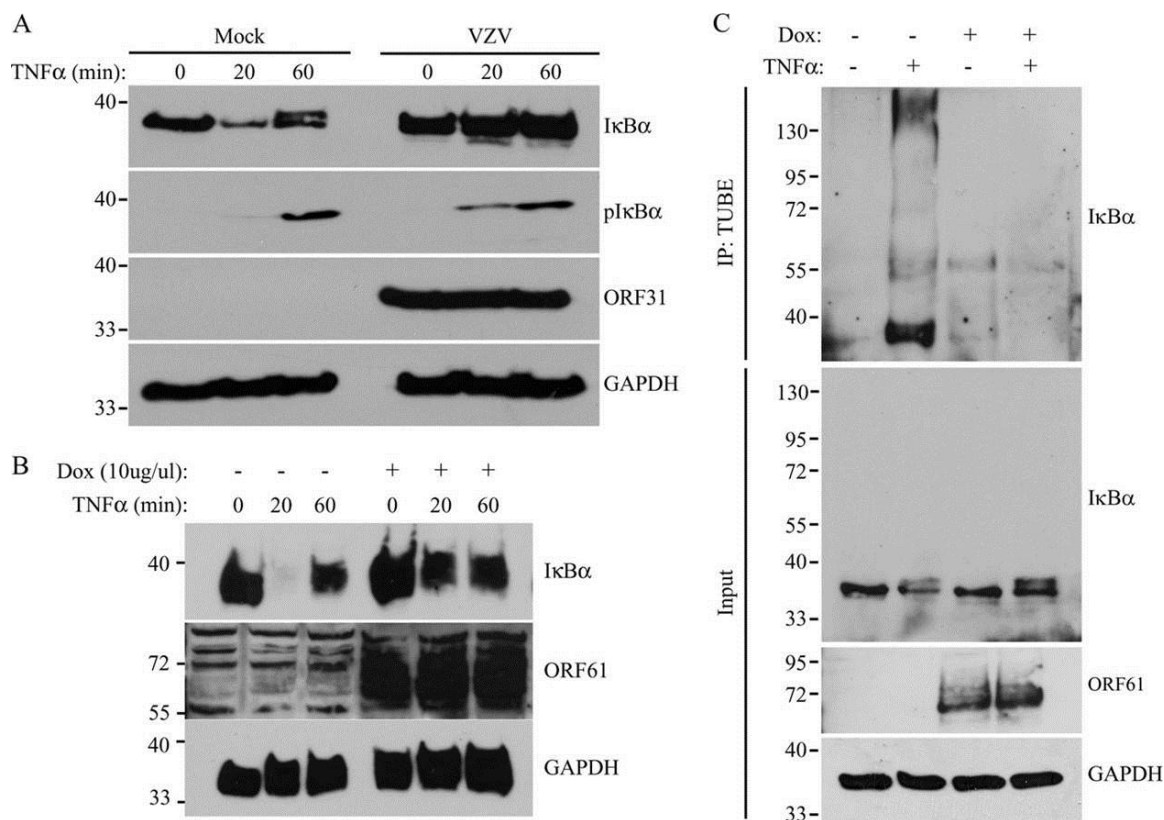 A
Mock VZV
TNFα (min): 0 20 60 0 20 60
40
IκBα
40
pIκBα
40
ORF31
33
GAPDH
33
B
Dox (10ug/ul): - - - + + +
TNFα (min): 0 20 60 0 20 60
40
IκBα
72
ORF61
55
40
GAPDH
33
C
Dox: - - + +
TNFα: - + - +
IP: TUBE
130
95
72
IκBα
55
40
Input
130
95
72
IκBα
55
40
33
95
ORF61
72
40
GAPDH
33